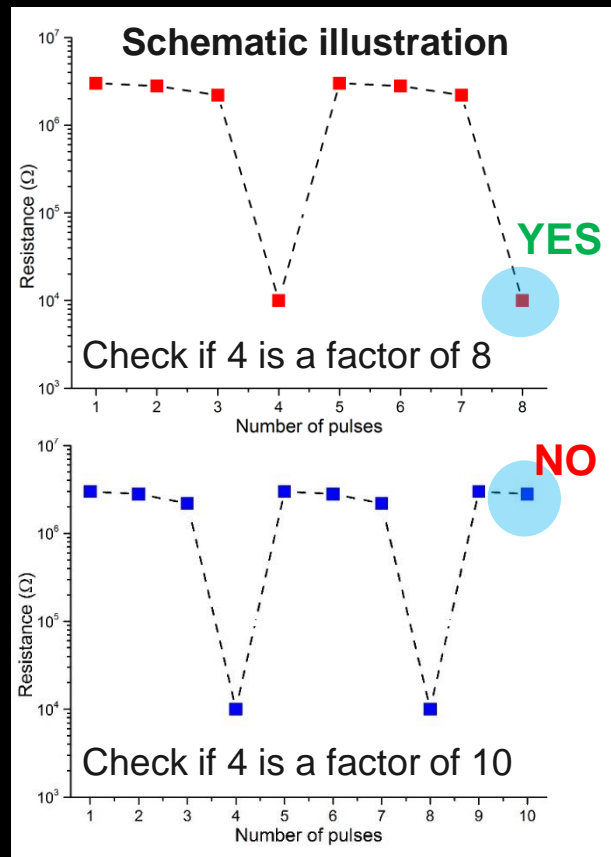 Schematic illustration
10⁷
10⁶
10⁵
10⁴
10³
Resistance (Ω)
YES
Check if 4 is a factor of 8
1 2 3 4 5 6 7 8
Number of pulses
NO
10⁷
10⁶
10⁵
10⁴
10³
Resistance (Ω)
Check if 4 is a factor of 10
1 2 3 4 5 6 7 8 9 10
Number of pulses